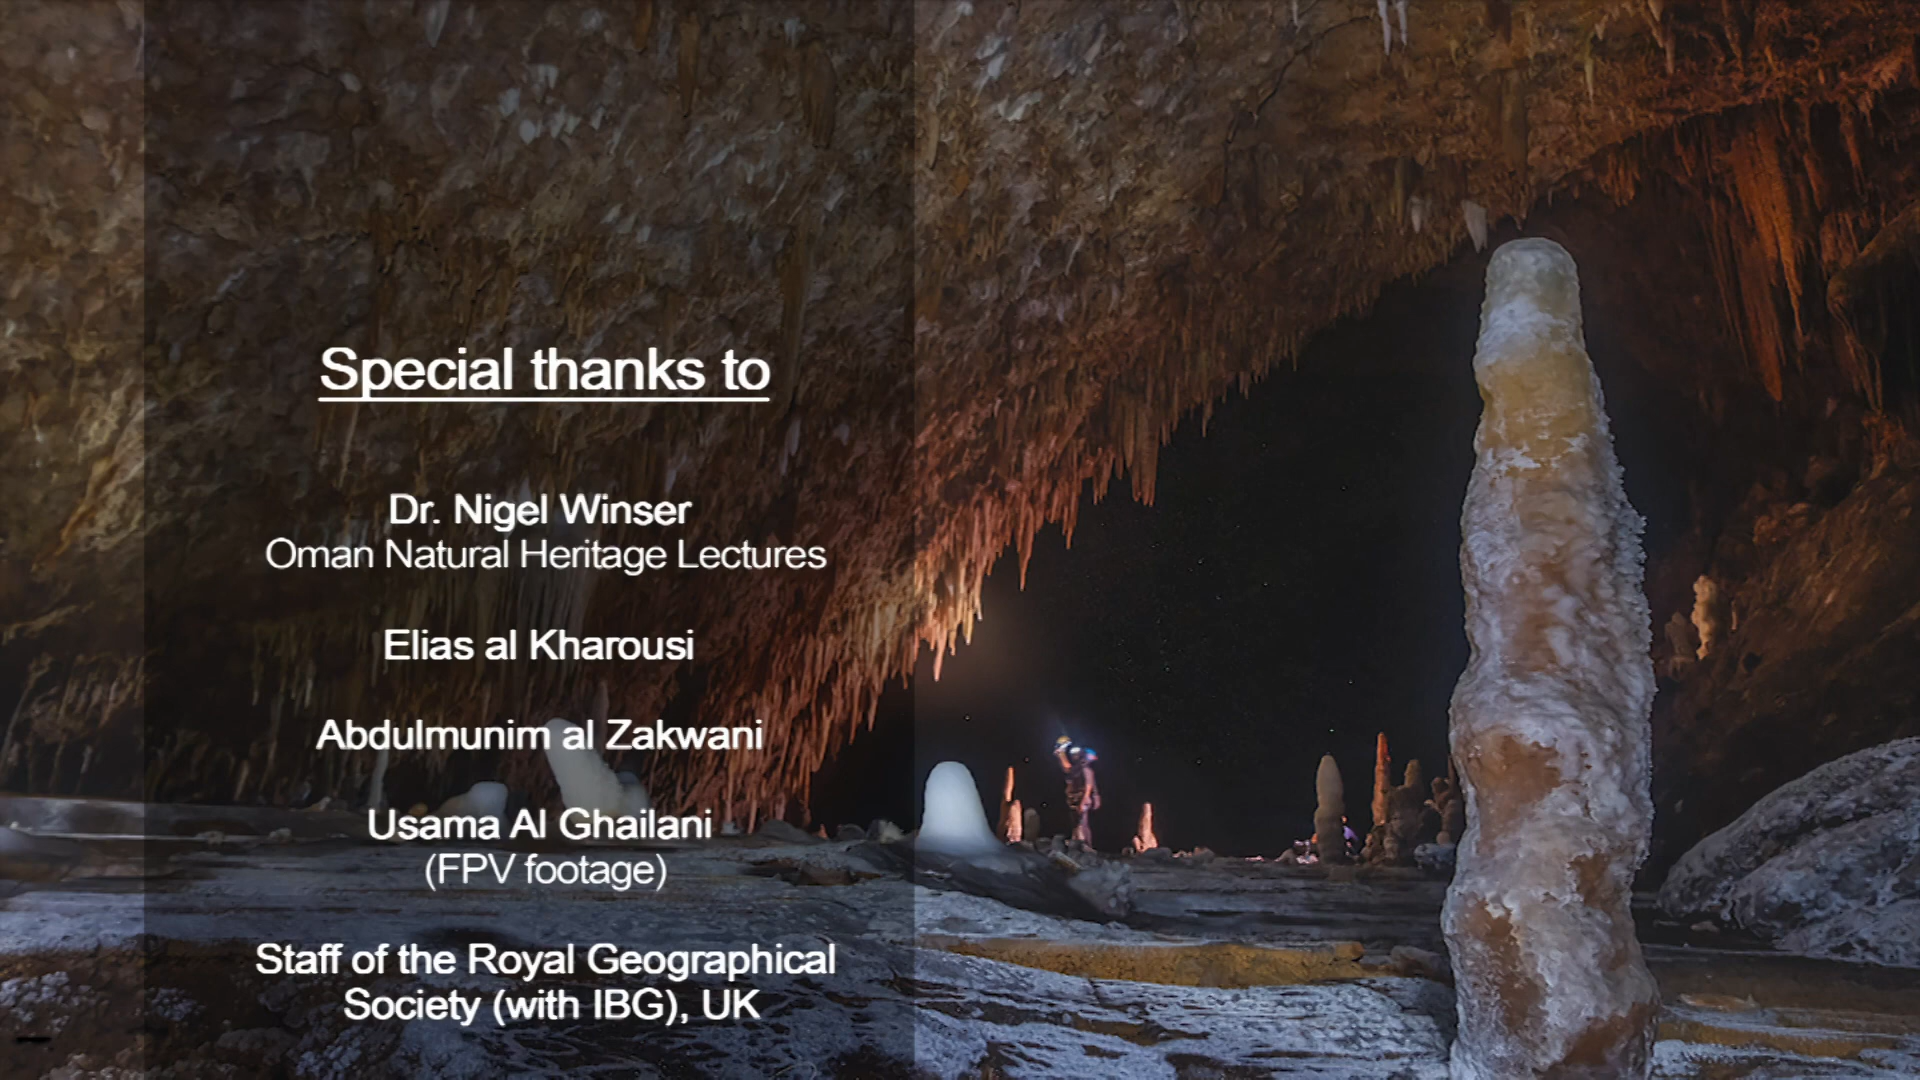 Special thanks to
Dr. Nigel Winser
Oman Natural Heritage Lectures
Elias al Kharousi
Abdulmunim al Zakwani
Usama Al Ghailani
(FPV footage)
Staff of the Royal Geographical
Society (with IBG), UK